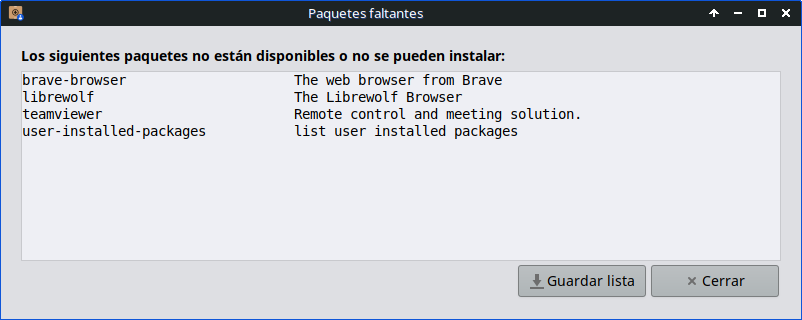 Paquetes faltantes
Los siguientes paquetes no están disponibles o no se pueden instalar:
brave-browser The web browser from Brave
librewolf The Librewolf Browser
teamviewer Remote control and meeting solution.
user-installed-packages list user installed packages
Guardar lista Cerrar